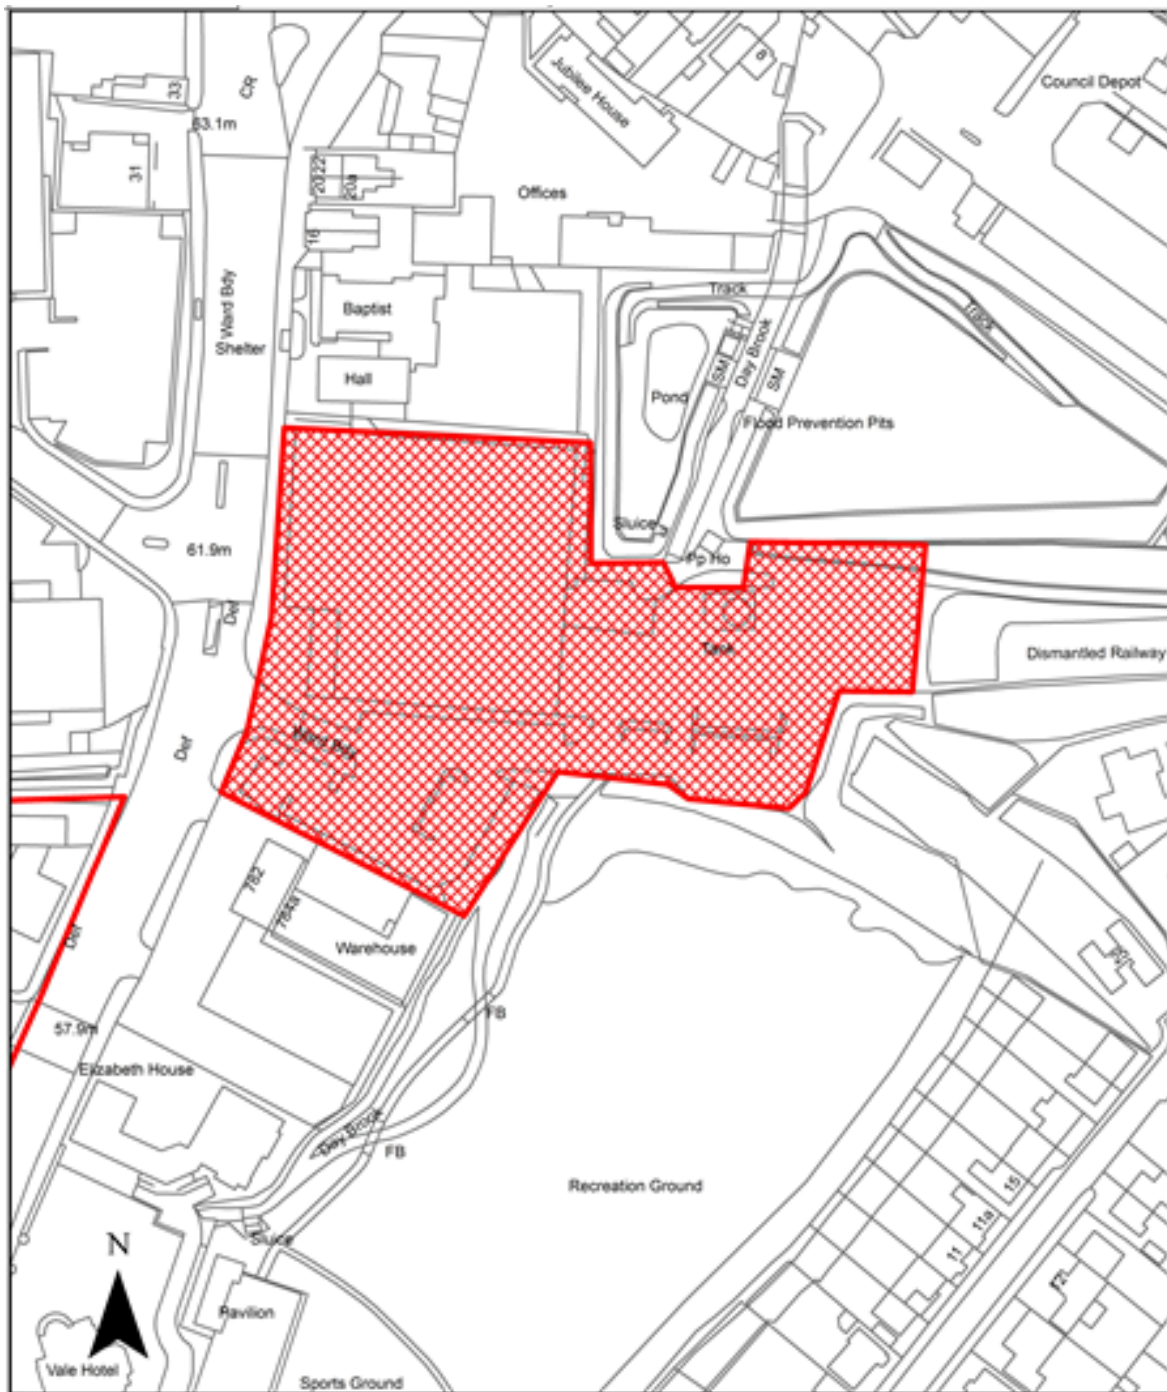 8
Jubilee House
Council Depot
33
CR
63.1m
31
20
22
20a
Offices
16
Track
Track
Ward Bdy
Baptist
Shelter
Day Brook
SM
SM
Hall
Pond
Flood Prevention Pits
Sluice
61.9m
Pp Ho
Def
Tank
Dismantled Railway
Def
Ward Bdy
782
784a
Def
Warehouse
FB
57.9m
Elizabeth House
Day Brook
FB
Recreation Ground
15
11a
11
Sluice
N
Pavilion
Vale Hotel
Sports Ground